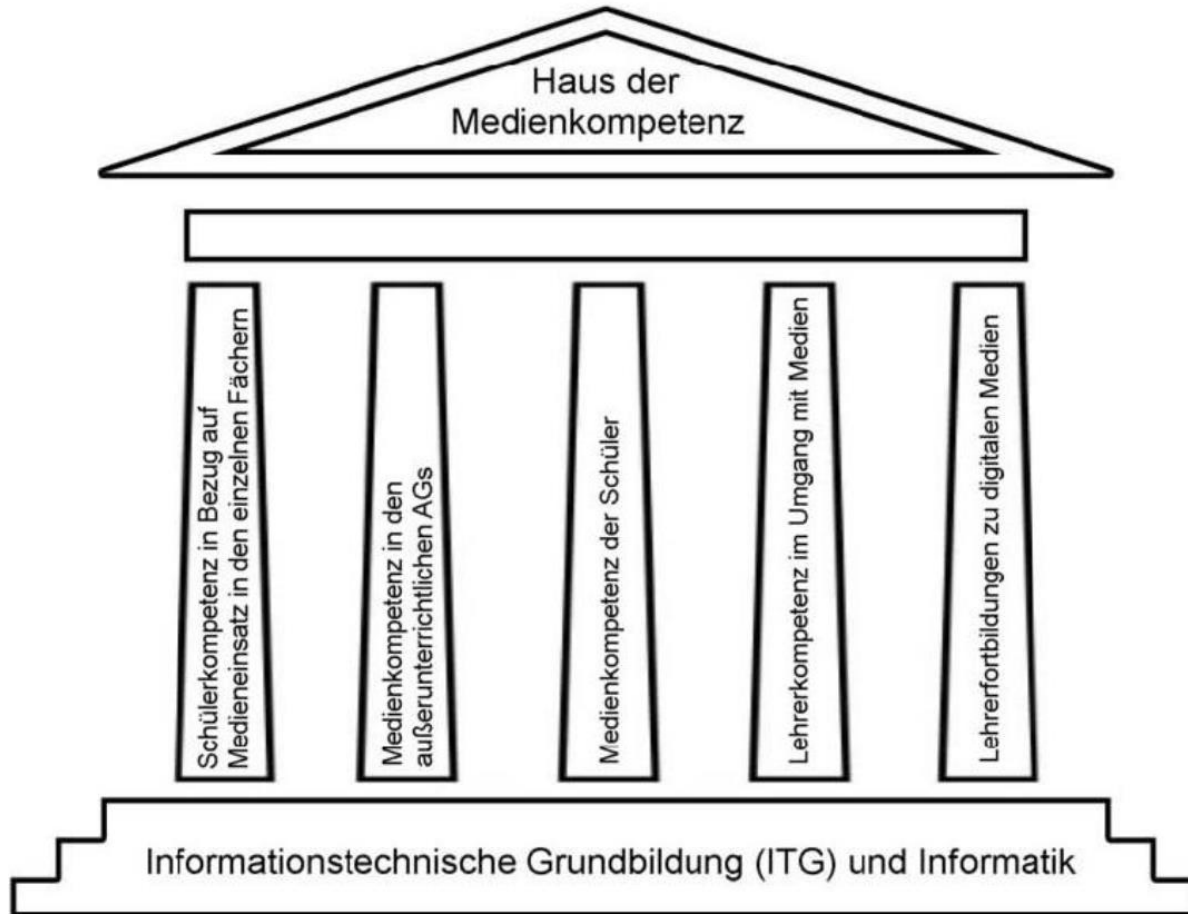 Haus der
Medienkompetenz
Schülerkompetenz in Bezug auf
Medieneinsatz in den einzelnen Fächern
Medienkompetenz in den
außerunterrichtlichen AGs
Medienkompetenz der Schüler
Lehrerkompetenz im Umgang mit Medien
Lehrerfortbildungen zu digitalen Medien
Informationstechnische Grundbildung (ITG) und Informatik